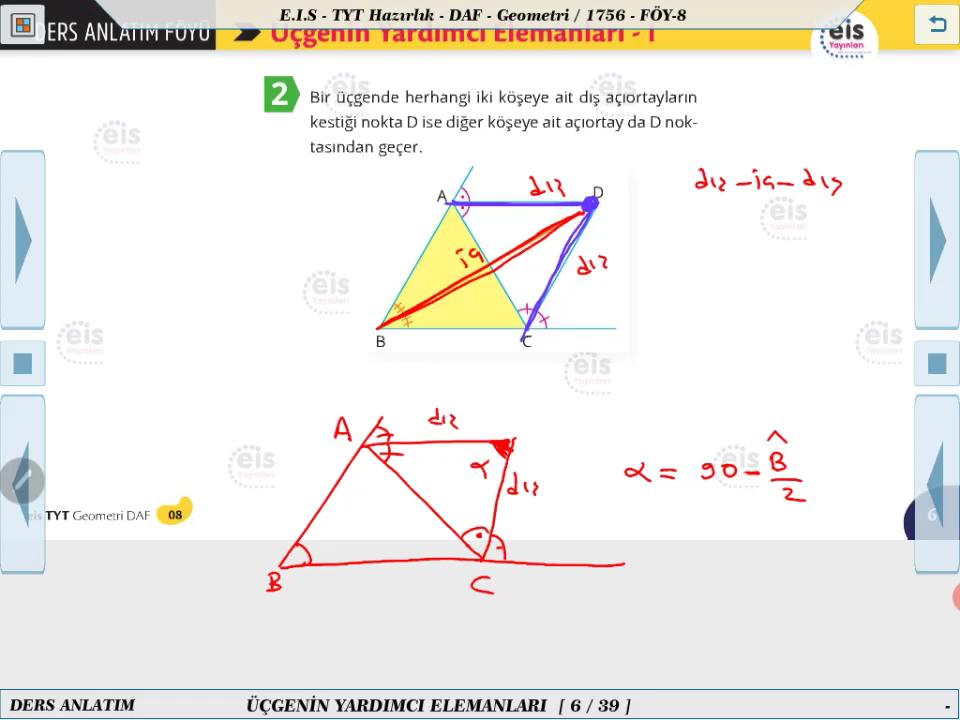 E.I.S - TYT Hazırlık - DAF - Geometri / 1756 - FÖY-8
DERS ANLATIM FÖYÜ
Üçgenin Yardımcı Elemanları - I
eis
Yayınları
2
Bir üçgende herhangi iki köşeye ait dış açıortayların
kestiği nokta D ise diğer köşeye ait açıortay da D nok-
tasından geçer.
dış - iç - dış
A
dış
D
iç
dış
B
C
A
dış
α
dış
α = 90 - B̂/2
B
C
eis TYT Geometri DAF 08
6
DERS ANLATIM
ÜÇGENİN YARDIMCI ELEMANLARI [ 6 / 39 ]
-